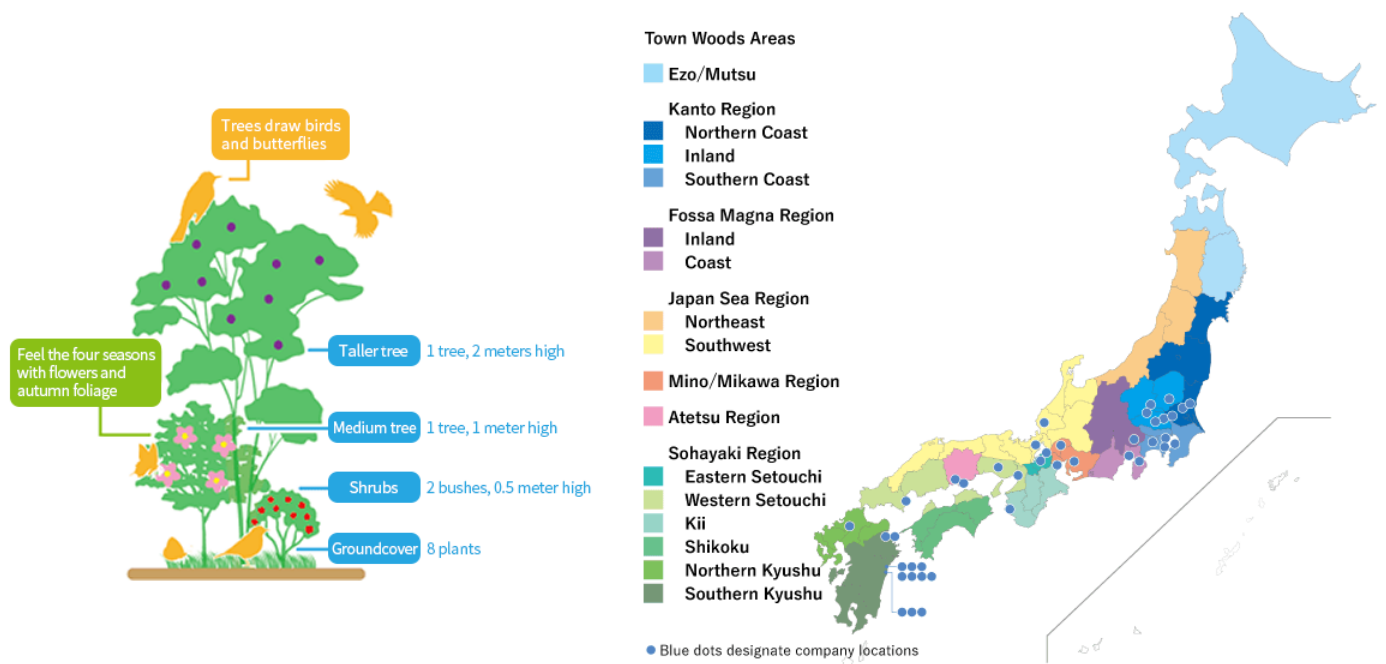 Trees draw birds
and butterflies
Feel the four seasons
with flowers and
autumn foliage
Taller tree 1 tree, 2 meters high
Medium tree 1 tree, 1 meter high
Shrubs 2 bushes, 0.5 meter high
Groundcover 8 plants
Town Woods Areas
Ezo/Mutsu
Kanto Region
Northern Coast
Inland
Southern Coast
Fossa Magna Region
Inland
Coast
Japan Sea Region
Northeast
Southwest
Mino/Mikawa Region
Atetsu Region
Sohayaki Region
Eastern Setouchi
Western Setouchi
Kii
Shikoku
Northern Kyushu
Southern Kyushu
Blue dots designate company locations